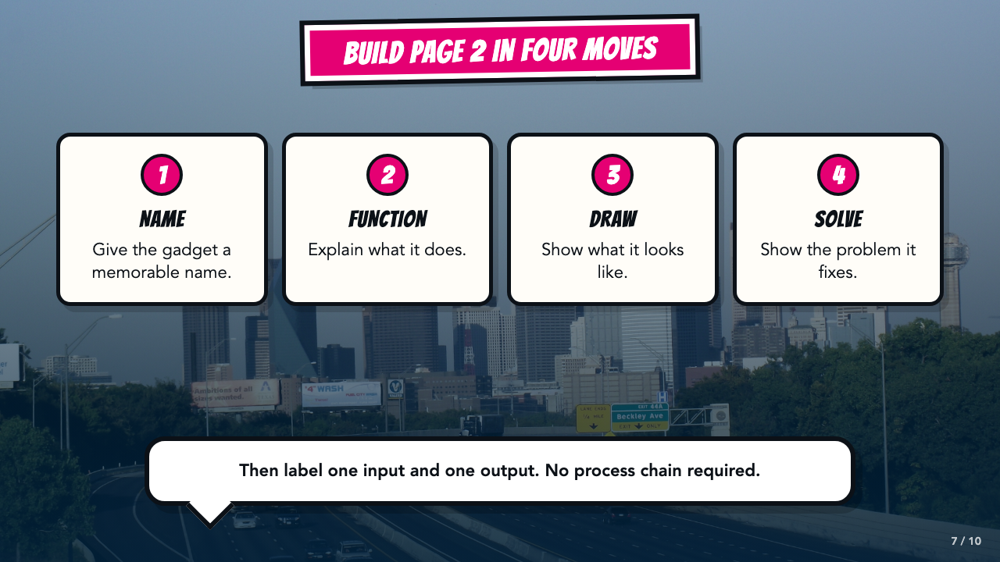 BUILD PAGE 2 IN FOUR MOVES
1
NAME
Give the gadget a
memorable name.
2
FUNCTION
Explain what it does.
3
DRAW
Show what it looks
like.
4
SOLVE
Show the problem it
fixes.
Ambitions of all
sizes wanted.
$4 WASH
H
EXIT 44A
Beckley Ave
EXIT ONLY
Then label one input and one output. No process chain required.
7 / 10